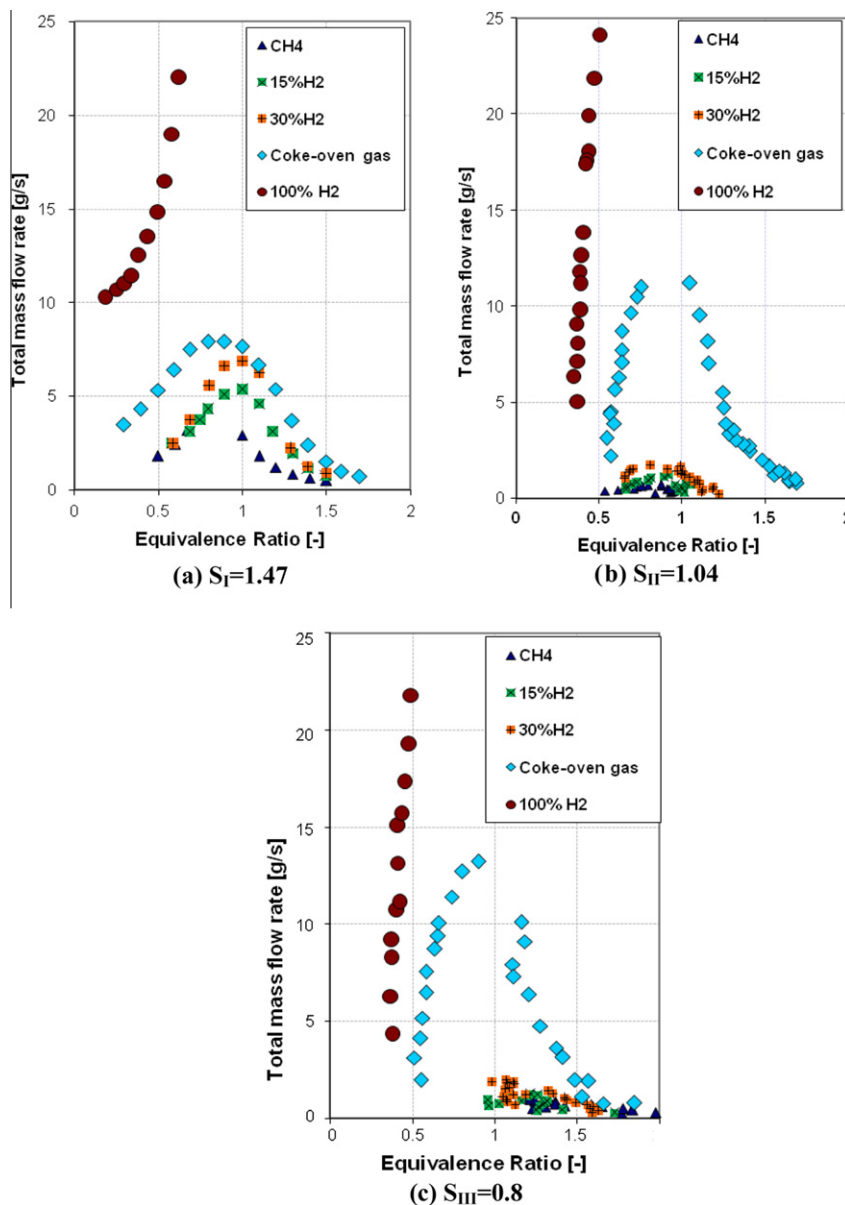 25
20
15
10
5
0
Total mass flow rate [g/s]
CH4
15%H2
30%H2
Coke-oven gas
100% H2
0
0.5
1
1.5
2
Equivalence Ratio [-]
(a) SI=1.47
25
20
15
10
5
0
Total mass flow rate [g/s]
CH4
15%H2
30%H2
Coke-oven gas
100% H2
0
0.5
1
1.5
2
Equivalence Ratio [-]
(b) SII=1.04
25
20
15
10
5
0
Total mass flow rate [g/s]
CH4
15%H2
30%H2
Coke-oven gas
100% H2
0
0.5
1
1.5
Equivalence Ratio [-]
(c) SIII=0.8